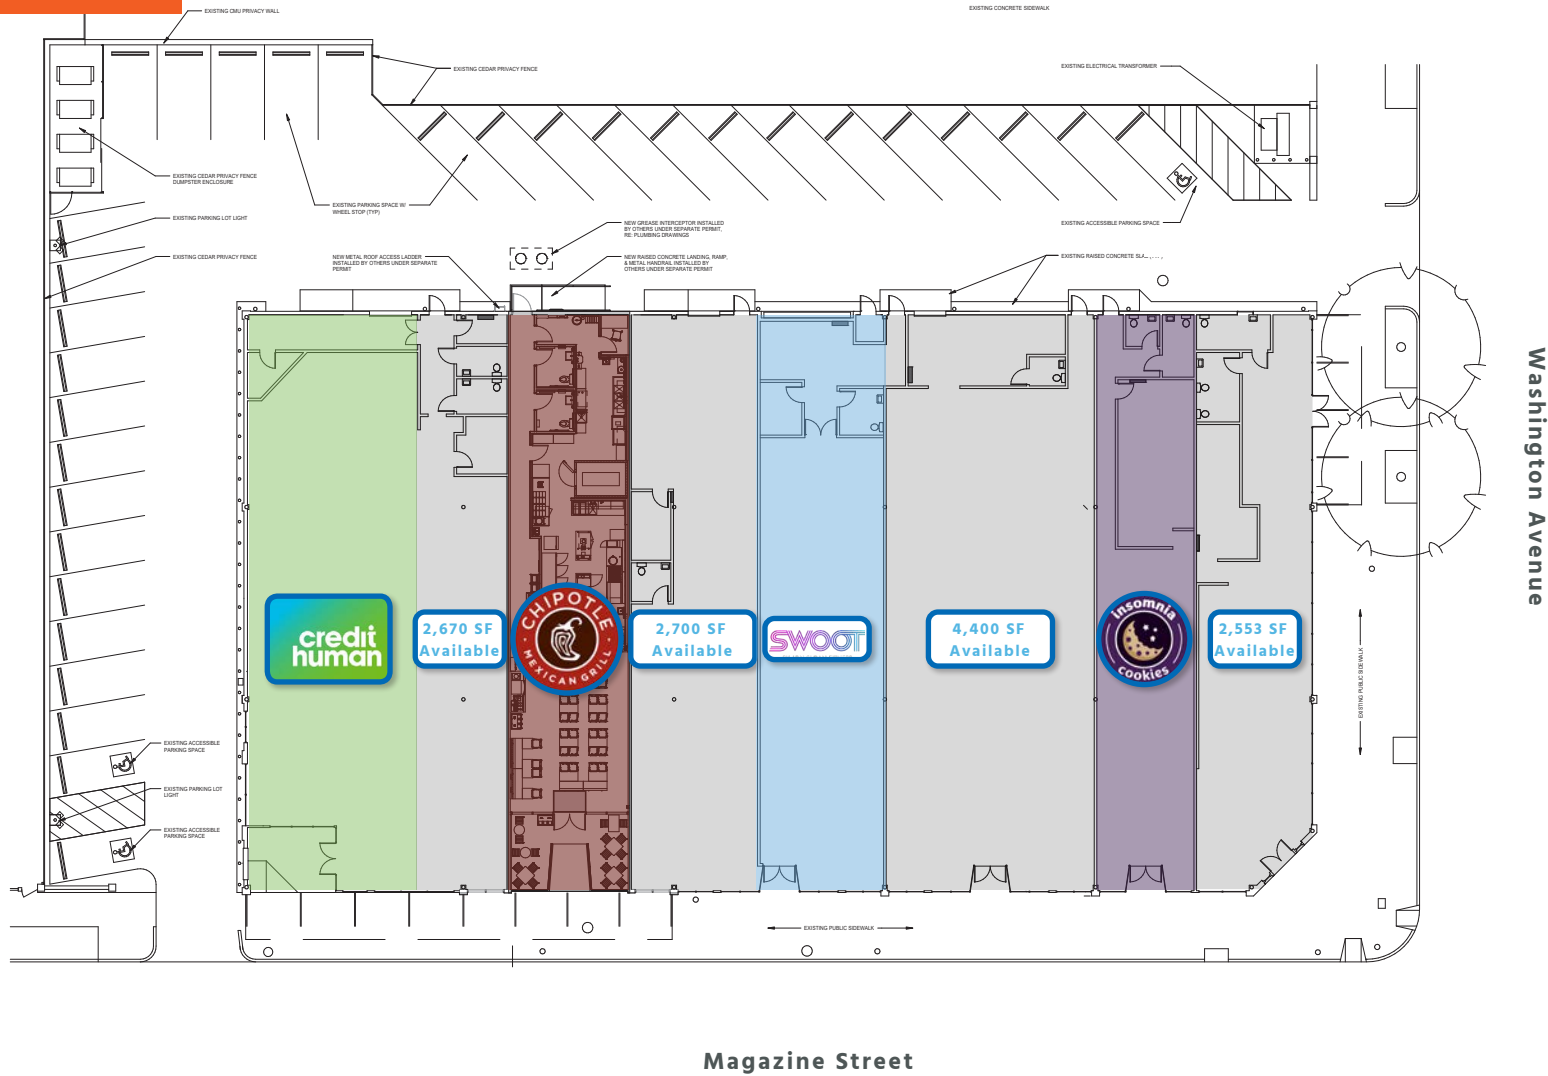 EXISTING CMU PRIVACY WALL
EXISTING CONCRETE SIDEWALK
EXISTING CEDAR PRIVACY FENCE
EXISTING ELECTRICAL TRANSFORMER
EXISTING CEDAR PRIVACY FENCE
DUMPSTER ENCLOSURE
EXISTING PARKING SPACE W/
WHEEL STOP (TYP)
EXISTING PARKING LOT LIGHT
NEW GREASE INTERCEPTOR INSTALLED
BY OTHERS UNDER SEPARATE PERMIT,
RE: PLUMBING DRAWINGS
EXISTING ACCESSIBLE PARKING SPACE
EXISTING CEDAR PRIVACY FENCE
NEW METAL ROOF ACCESS LADDER
INSTALLED BY OTHERS UNDER SEPARATE
PERMIT
NEW RAISED CONCRETE LANDING, RAMP,
& METAL HANDRAIL INSTALLED BY
OTHERS UNDER SEPARATE PERMIT
EXISTING RAISED CONCRETE
Washington Avenue
credit
human
2,670 SF
Available
CHIPOTLE
MEXICAN GRILL
2,700 SF
Available
SWOOT
4,400 SF
Available
insomnia
cookies
2,553 SF
Available
EXISTING PUBLIC SIDEWALK
EXISTING ACCESSIBLE
PARKING SPACE
EXISTING PARKING LOT
LIGHT
EXISTING ACCESSIBLE
PARKING SPACE
EXISTING PUBLIC SIDEWALK
Magazine Street